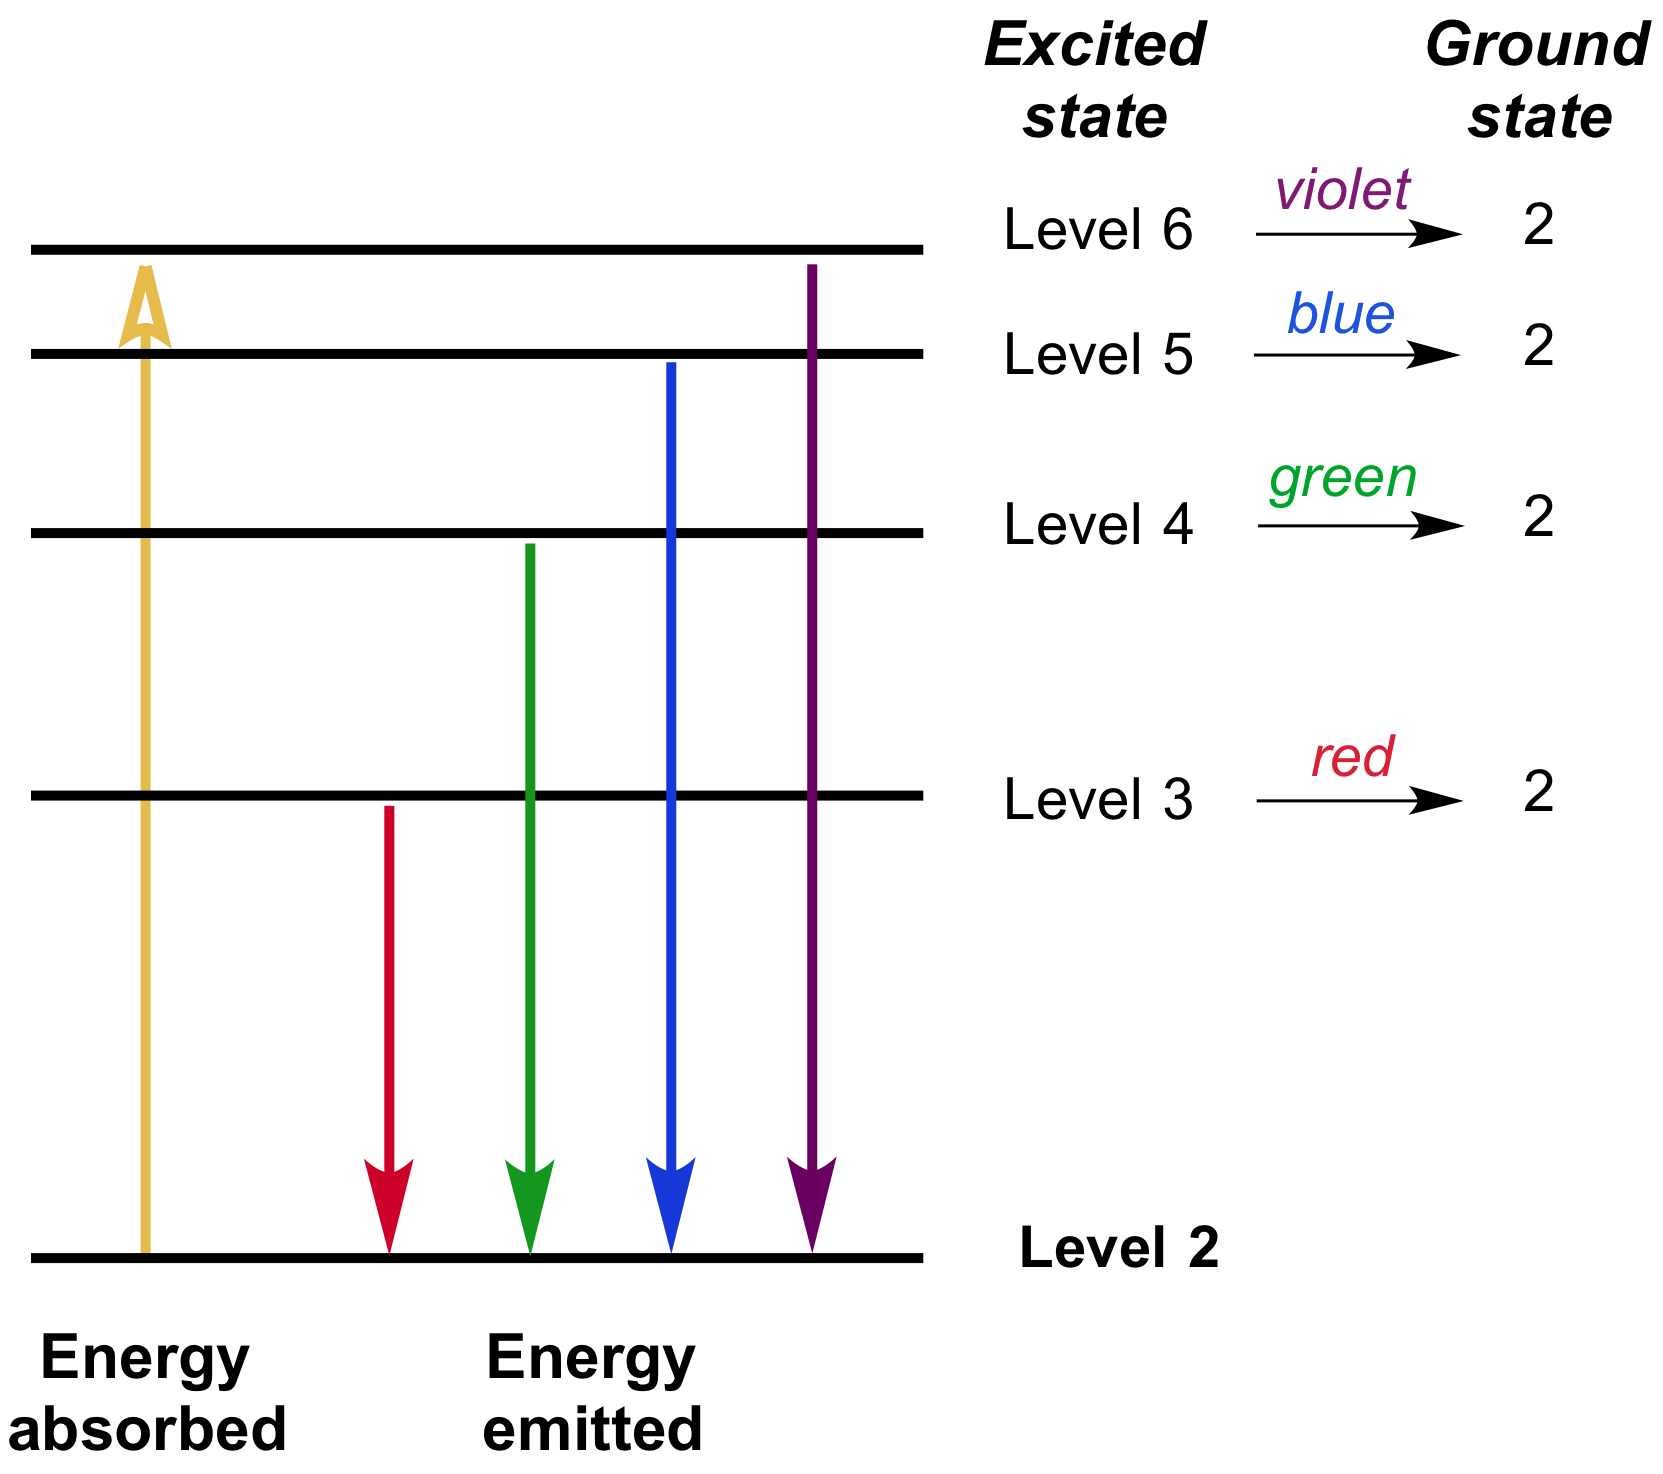 Excited state
Ground state
Level 6
violet
2
Level 5
blue
2
Level 4
green
2
Level 3
red
2
Level 2
Energy absorbed
Energy emitted